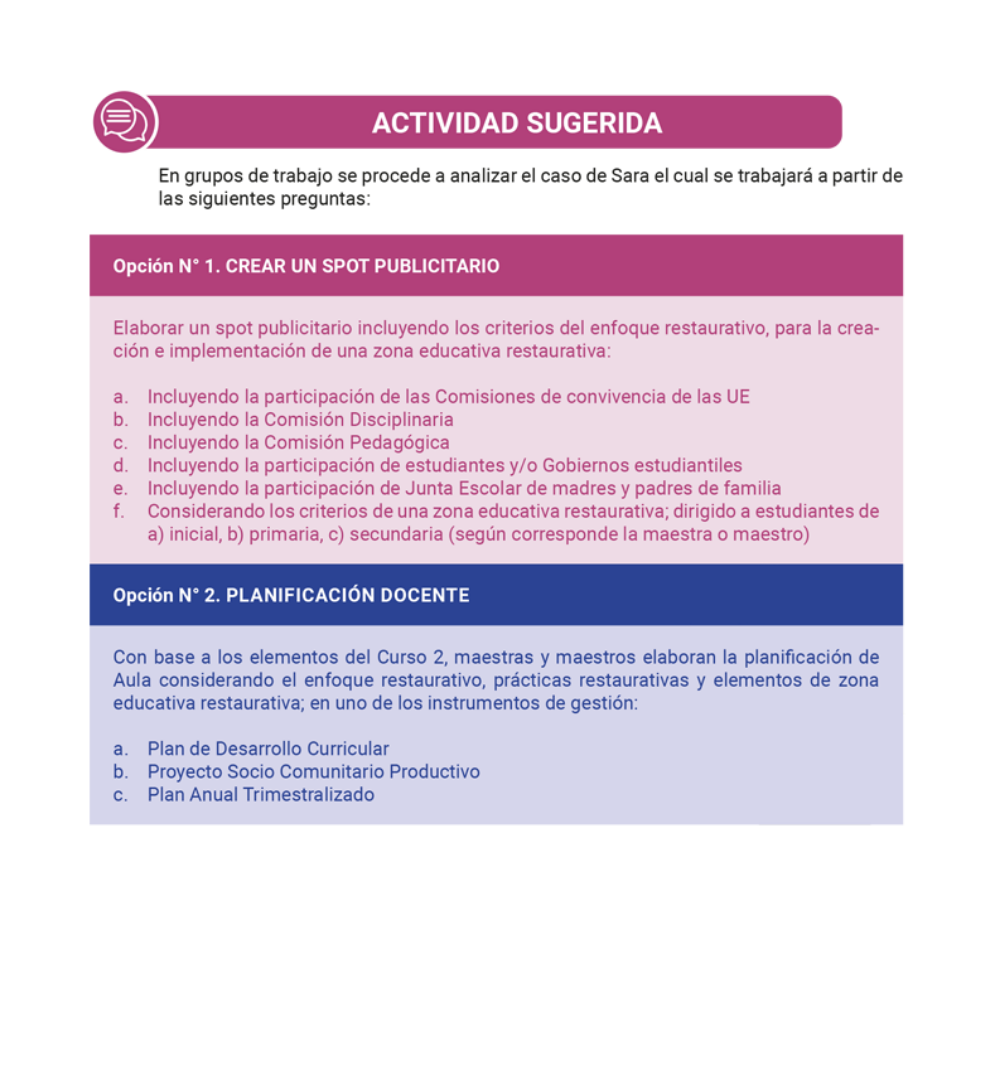 ACTIVIDAD SUGERIDA
En grupos de trabajo se procede a analizar el caso de Sara el cual se trabajará a partir de
las siguientes preguntas:
Opción N° 1. CREAR UN SPOT PUBLICITARIO
Elaborar un spot publicitario incluyendo los criterios del enfoque restaurativo, para la crea-
ción e implementación de una zona educativa restaurativa:
a. Incluyendo la participación de las Comisiones de convivencia de las UE
b. Incluyendo la Comisión Disciplinaria
c. Incluyendo la Comisión Pedagógica
d. Incluyendo la participación de estudiantes y/o Gobiernos estudiantiles
e. Incluyendo la participación de Junta Escolar de madres y padres de familia
f. Considerando los criterios de una zona educativa restaurativa; dirigido a estudiantes de
a) inicial, b) primaria, c) secundaria (según corresponde la maestra o maestro)
Opción N° 2. PLANIFICACIÓN DOCENTE
Con base a los elementos del Curso 2, maestras y maestros elaboran la planificación de
Aula considerando el enfoque restaurativo, prácticas restaurativas y elementos de zona
educativa restaurativa; en uno de los instrumentos de gestión:
a. Plan de Desarrollo Curricular
b. Proyecto Socio Comunitario Productivo
c. Plan Anual Trimestralizado